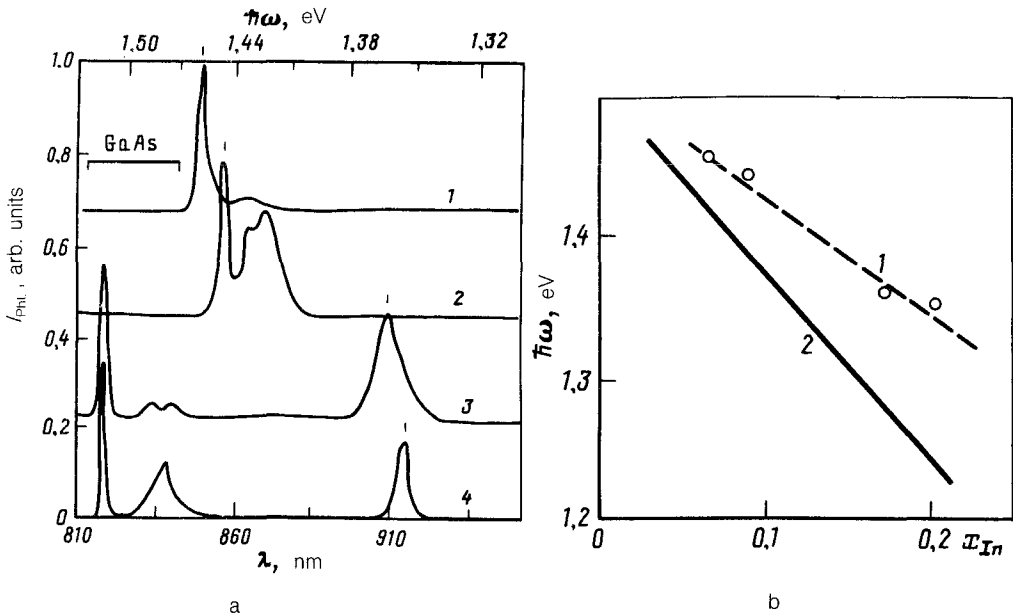 ħω, eV
1,50 1,44 1,38 1,32
1.0
0.8
0,6
0,4
0,2
0
GaAs
1
2
3
4
I Phl., arb. units
810 860 910
λ, nm
a
1,4
1,3
1,2
ħω, eV
1
2
0 0,1 0,2 x In
b